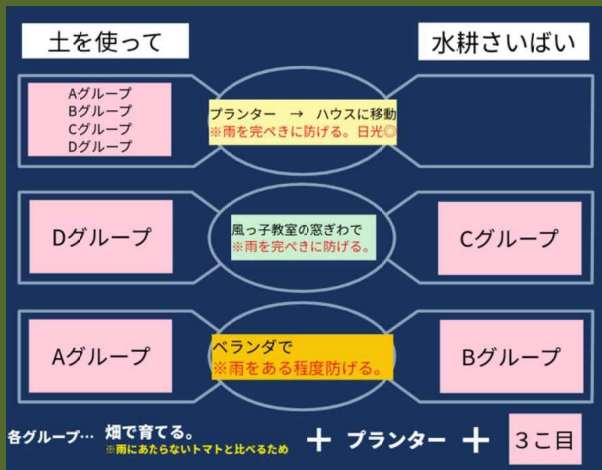 土を使って
水耕さいばい
Aグループ
Bグループ
Cグループ
Dグループ
プランター → ハウスに移動
※雨を完ぺきに防げる。日光◎
Dグループ
風っ子教室の窓ぎわで
※雨を完ぺきに防げる。
Cグループ
Aグループ
ベランダで
※雨をある程度防げる。
Bグループ
各グループ… 畑で育てる。 + プランター + 3こ目
※雨にあたらないトマトと比べるため